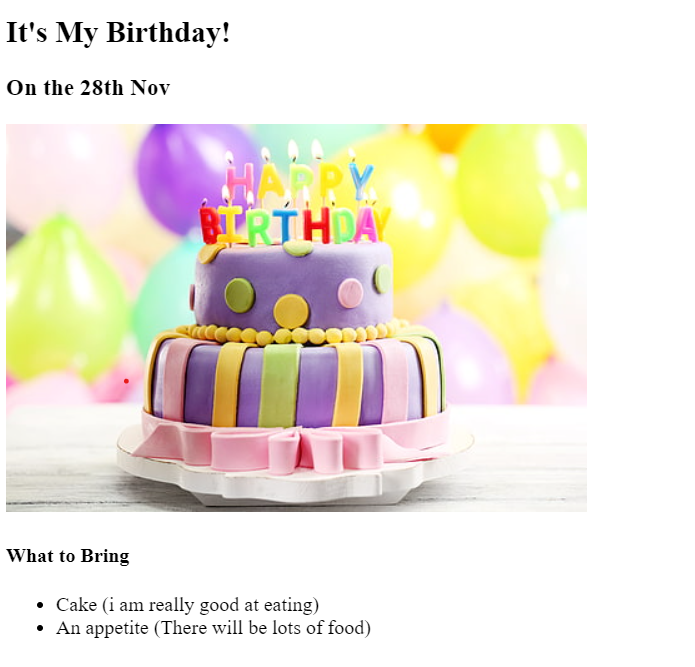 It's My Birthday!
On the 28th Nov
HAPPY
BIRTHDAY
What to Bring
Cake (i am really good at eating)
An appetite (There will be lots of food)